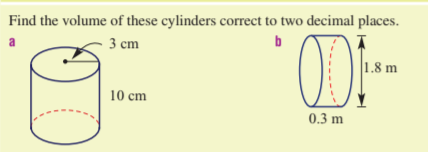 Find the volume of these cylinders correct to two decimal places.
a
3 cm
b
1.8 m
10 cm
0.3 m